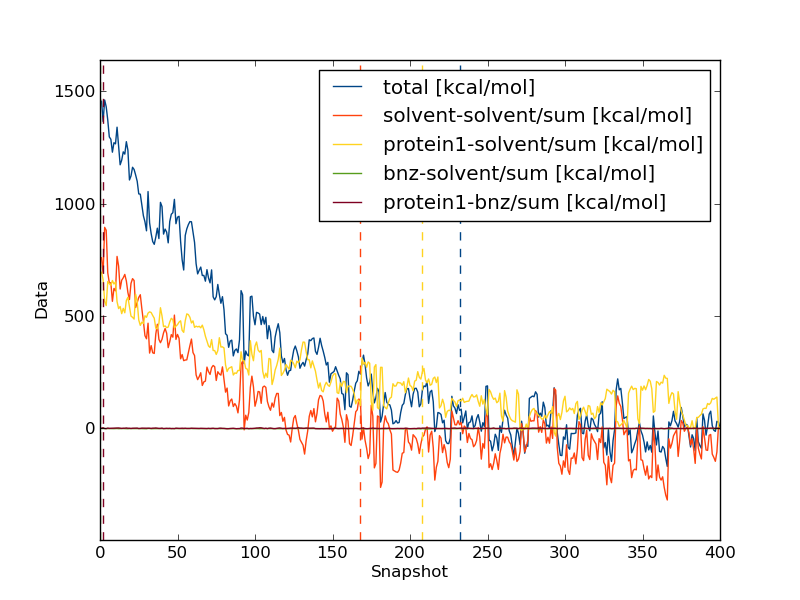 total [kcal/mol]
solvent-solvent/sum [kcal/mol]
protein1-solvent/sum [kcal/mol]
bnz-solvent/sum [kcal/mol]
protein1-bnz/sum [kcal/mol]
1500
1000
500
0
Data
0 50 100 150 200 250 300 350 400
Snapshot